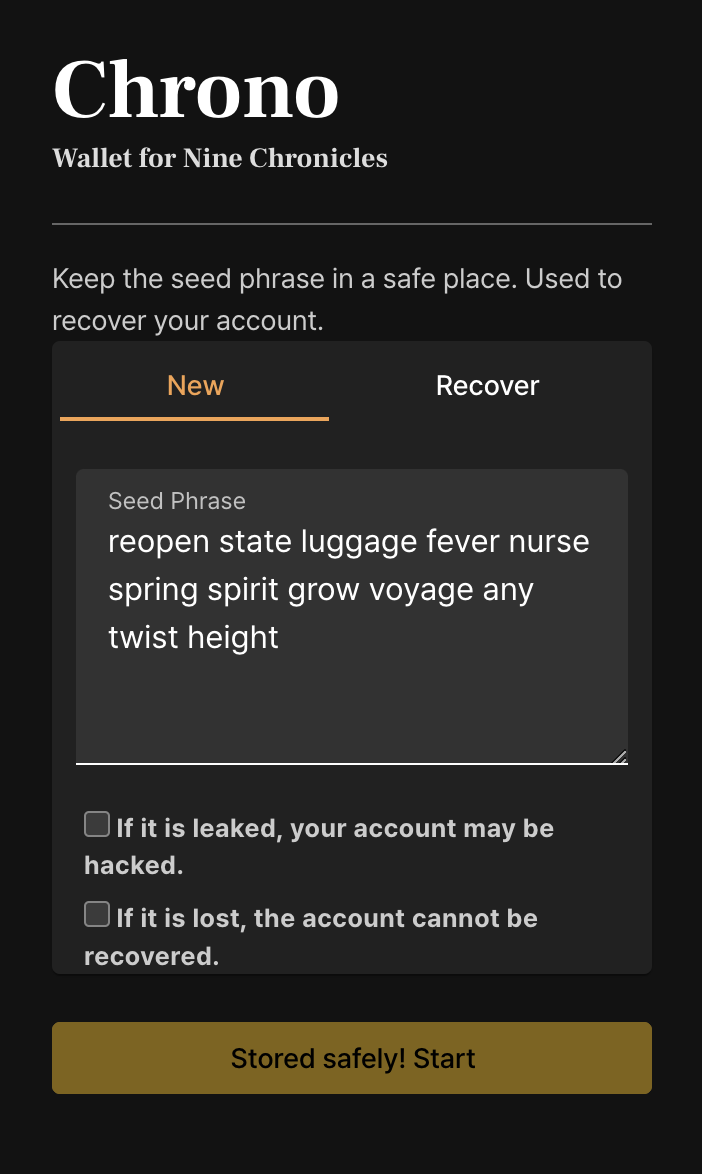 Chrono
Wallet for Nine Chronicles
Keep the seed phrase in a safe place. Used to
recover your account.
New
Recover
Seed Phrase
reopen state luggage fever nurse
spring spirit grow voyage any
twist height
If it is leaked, your account may be
hacked.
If it is lost, the account cannot be
recovered.
Stored safely! Start